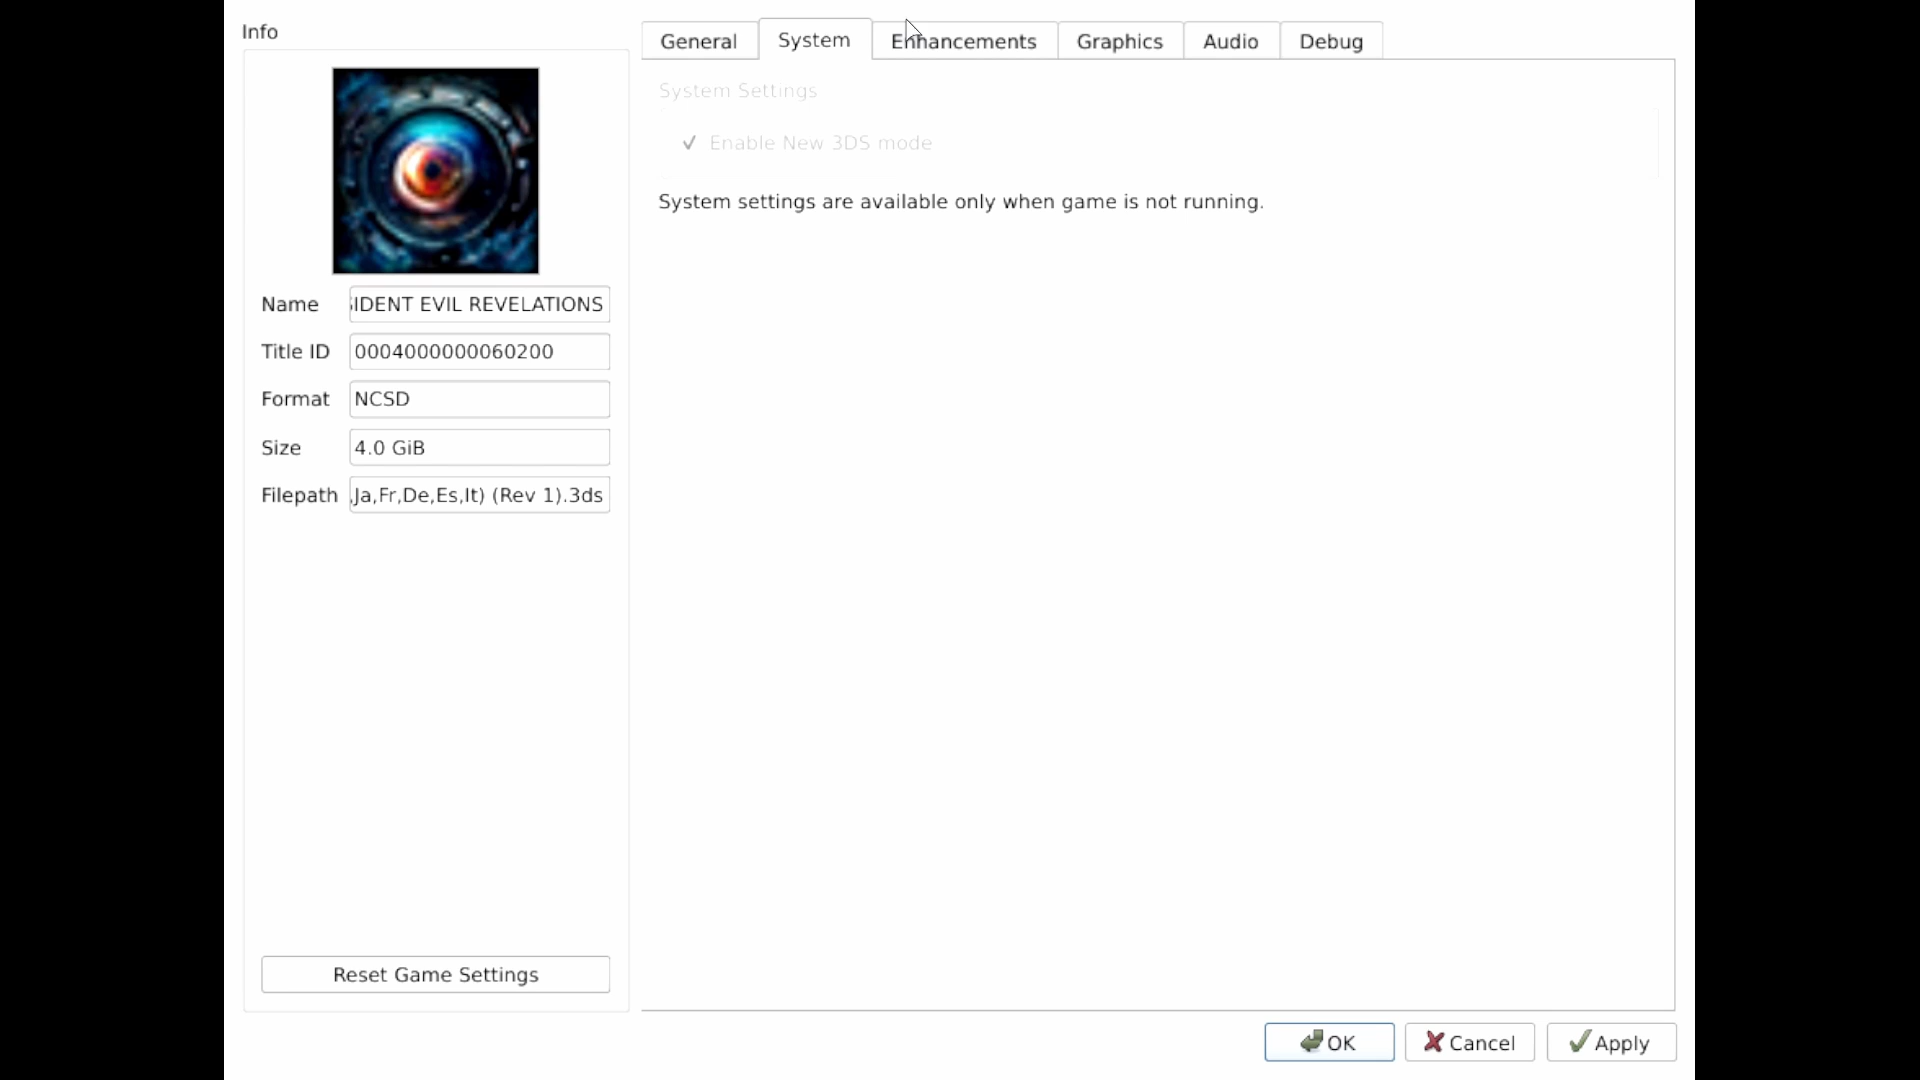 Info
General
System
Enhancements
Graphics
Audio
Debug
System Settings
✓ Enable New 3DS mode
System settings are available only when game is not running.
Name
IDENT EVIL REVELATIONS
Title ID
0004000000060200
Format
NCSD
Size
4.0 GiB
Filepath
,Ja,Fr,De,Es,It) (Rev 1).3ds
Reset Game Settings
OK
Cancel
Apply